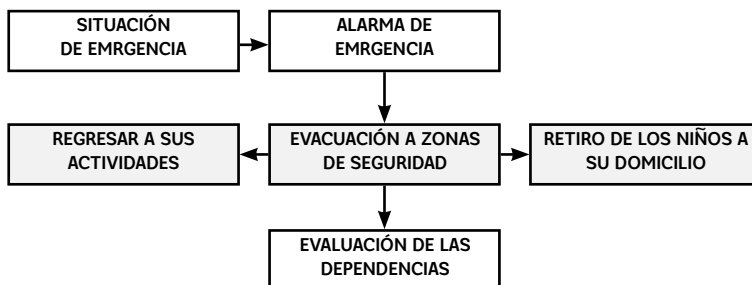 SITUACIÓN
DE EMRGENCIA
ALARMA DE
EMRGENCIA
REGRESAR A SUS
ACTIVIDADES
EVACUACIÓN A ZONAS
DE SEGURIDAD
RETIRO DE LOS NIÑOS A
SU DOMICILIO
EVALUACIÓN DE LAS
DEPENDENCIAS